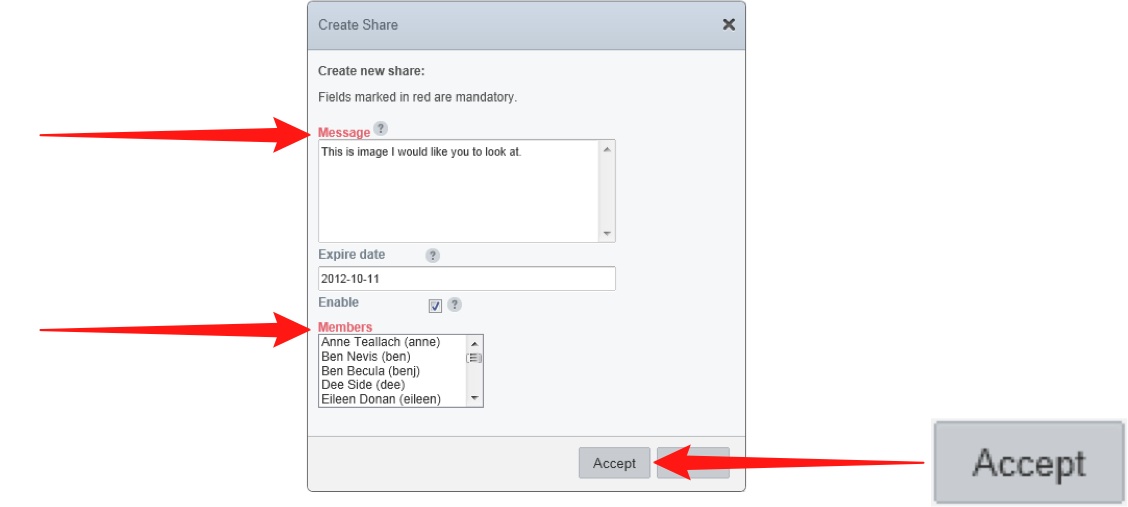 Create Share
Create new share:
Fields marked in red are mandatory.
Message ?
This is image I would like you to look at.
Expire date ?
2012-10-11
Enable ?
Members
Anne Teallach (anne)
Ben Nevis (ben)
Ben Becula (benj)
Dee Side (dee)
Eileen Donan (eileen)
Accept
Accept